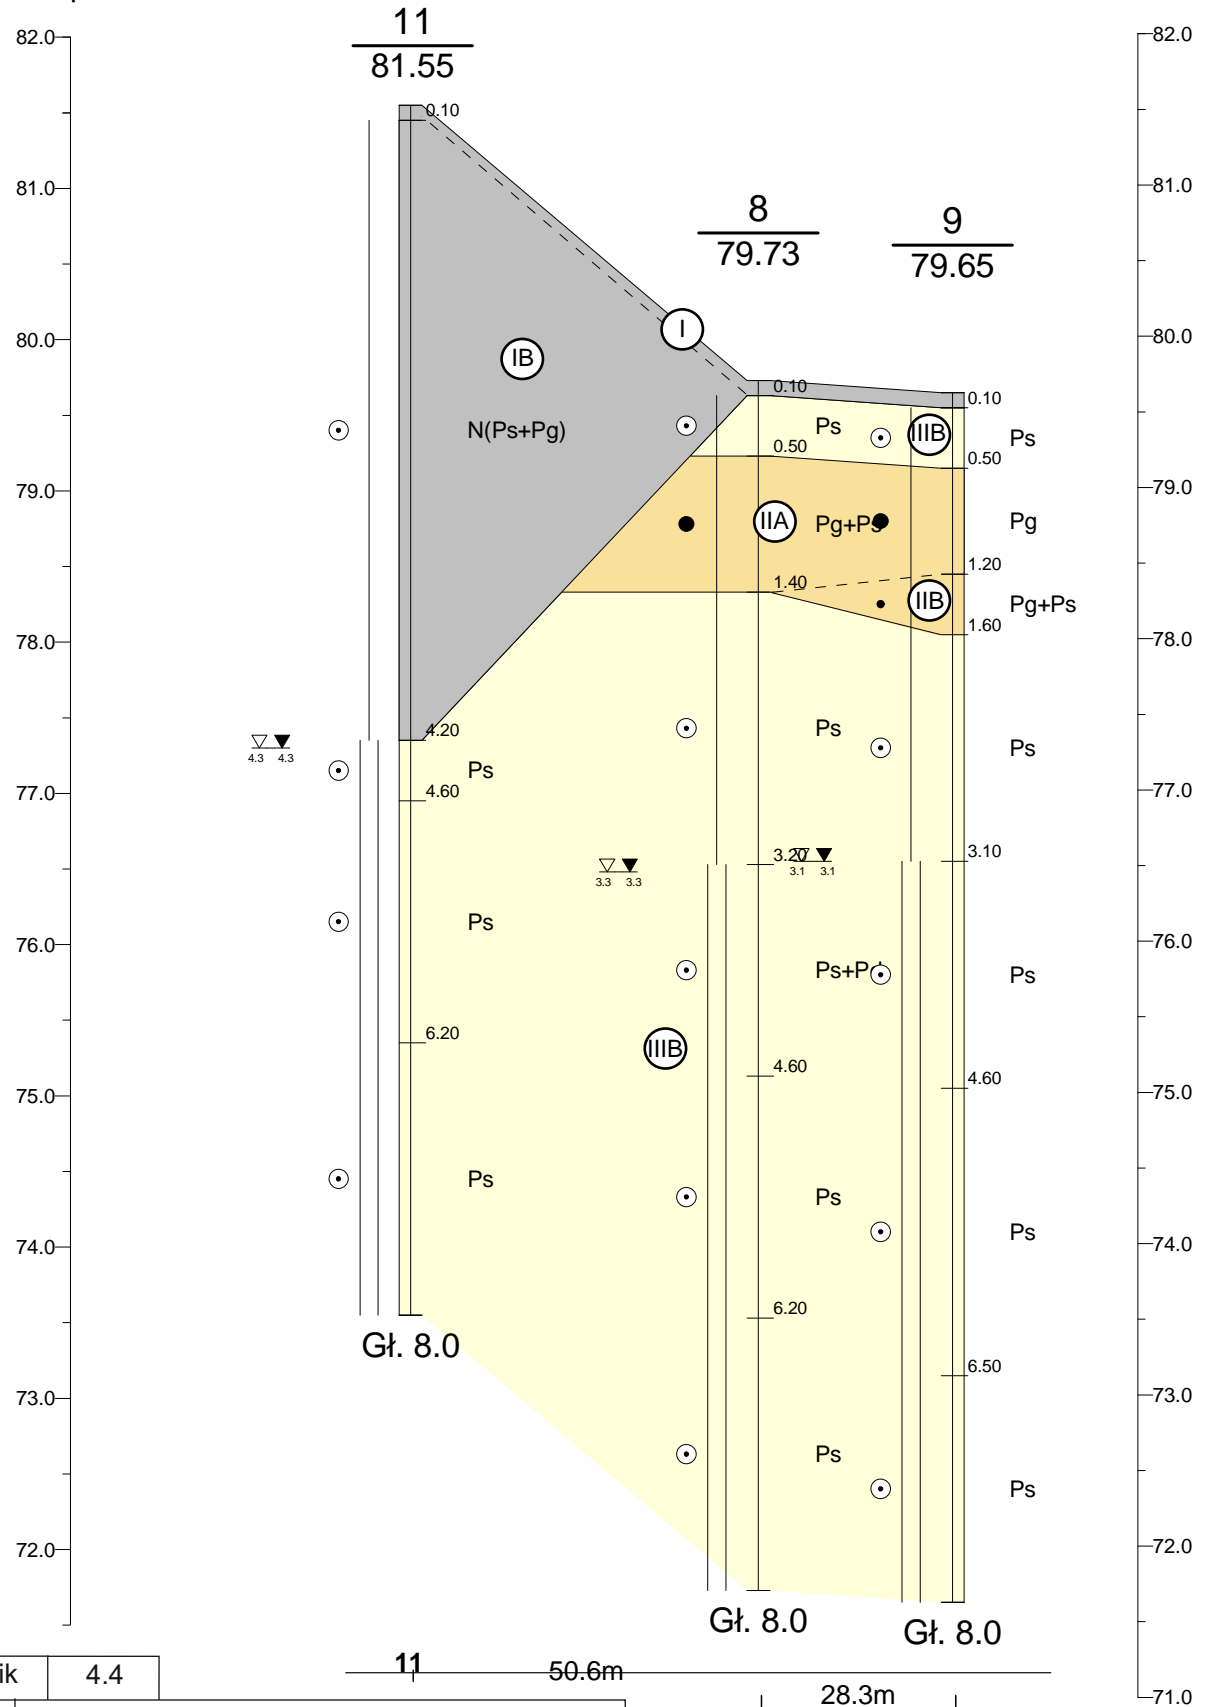 11
81.55
82.0
82.0
0.10
81.0
81.0
8
79.73
9
79.65
80.0
80.0
I
IB
0.10
0.10
N(Ps+Pg)
Ps
IIIB
Ps
0.50
0.50
79.0
79.0
IIA
Pg+Ps
Pg
1.40
1.20
IIB
Pg+Ps
1.60
78.0
78.0
4.20
4.3 4.3
Ps
Ps
Ps
77.0
77.0
4.60
3.20
3.10
3.3 3.3
3.1 3.1
Ps
76.0
76.0
Ps
6.20
IIIB
4.60
4.60
75.0
75.0
Ps
Ps
Ps
74.0
74.0
6.20
Gł. 8.0
6.50
73.0
73.0
Ps
Ps
72.0
72.0
Gł. 8.0
Gł. 8.0
ik 4.4
11
50.6m
28.3m
71.0